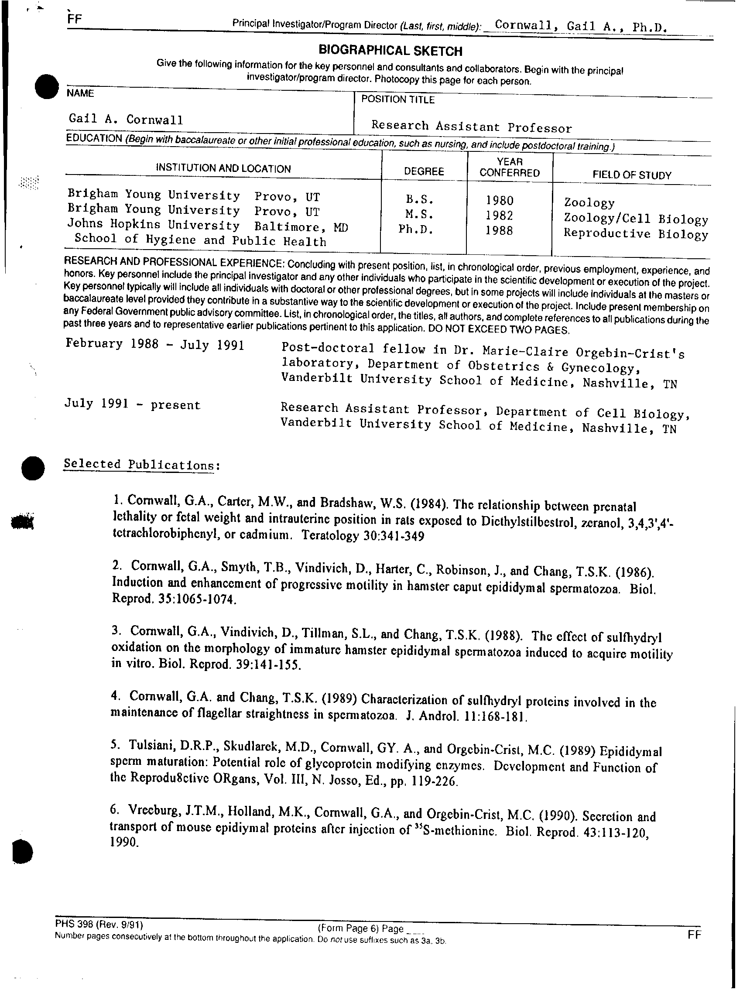 FF
Principal Investigator/Program Director (Last, first, middle): Cornwall, Gail A., Ph.D.
BIOGRAPHICAL SKETCH
Give the following information for the key personnel and consultants and collaborators. Begin with the principal
investigator/program director. Photocopy this page for each person.
NAME
POSITION TITLE
Gail A. Cornwall
Research Assistant Professor
EDUCATION (Begin with baccalaureate or other initial professional education, such as nursing, and include postdoctoral training.)
INSTITUTION AND LOCATION DEGREE YEAR CONFERRED FIELD OF STUDY
Brigham Young University Provo, UT B.S. 1980 Zoology
Brigham Young University Provo, UT M.S. 1982 Zoology/Cell Biology
Johns Hopkins University Baltimore, MD Ph.D. 1988 Reproductive Biology
School of Hygiene and Public Health
RESEARCH AND PROFESSIONAL EXPERIENCE: Concluding with present position, list, in chronological order, previous employment, experience, and
honors. Key personnel include the principal investigator and any other individuals who participate in the scientific development or execution of the project.
Key personnel typically will include all individuals with doctoral or other professional degrees, but in some projects will include individuals at the masters or
baccalaureate level provided they contribute in a substantive way to the scientific development or execution of the project. Include present membership on
any Federal Government public advisory committee. List, in chronological order, the titles, all authors, and complete references to all publications during the
past three years and to representative earlier publications pertinent to this application. DO NOT EXCEED TWO PAGES.
February 1988 - July 1991 Post-doctoral fellow in Dr. Marie-Claire Orgebin-Crist's
laboratory, Department of Obstetrics & Gynecology,
Vanderbilt University School of Medicine, Nashville, TN
July 1991 - present Research Assistant Professor, Department of Cell Biology,
Vanderbilt University School of Medicine, Nashville, TN
Selected Publications:
1. Cornwall, G.A., Carter, M.W., and Bradshaw, W.S. (1984). The relationship between prenatal
lethality or fetal weight and intrauterine position in rats exposed to Diethylstilbestrol, zeranol, 3,4,3',4'-
tetrachlorobiphenyl, or cadmium. Teratology 30:341-349
2. Cornwall, G.A., Smyth, T.B., Vindivich, D., Harter, C., Robinson, J., and Chang, T.S.K. (1986).
Induction and enhancement of progressive motility in hamster caput epididymal spermatozoa. Biol.
Reprod. 35:1065-1074.
3. Cornwall, G.A., Vindivich, D., Tillman, S.L., and Chang, T.S.K. (1988). The effect of sulfhydryl
oxidation on the morphology of immature hamster epididymal spermatozoa induced to acquire motility
in vitro. Biol. Reprod. 39:141-155.
4. Cornwall, G.A. and Chang, T.S.K. (1989) Characterization of sulfhydryl proteins involved in the
maintenance of flagellar straightness in spermatozoa. J. Androl. 11:168-181.
5. Tulsiani, D.R.P., Skudlarek, M.D., Cornwall, GY. A., and Orgebin-Crist, M.C. (1989) Epididymal
sperm maturation: Potential role of glycoprotein modifying enzymes. Development and Function of
the Reprodu8ctive ORgans, Vol. III, N. Josso, Ed., pp. 119-226.
6. Vreeburg, J.T.M., Holland, M.K., Cornwall, G.A., and Orgebin-Crist, M.C. (1990). Secretion and
transport of mouse epidiymal proteins after injection of ³⁵S-methionine. Biol. Reprod. 43:113-120,
1990.
PHS 398 (Rev. 9/91) (Form Page 6) Page ____ FF
Number pages consecutively at the bottom throughout the application. Do not use suffixes such as 3a, 3b.